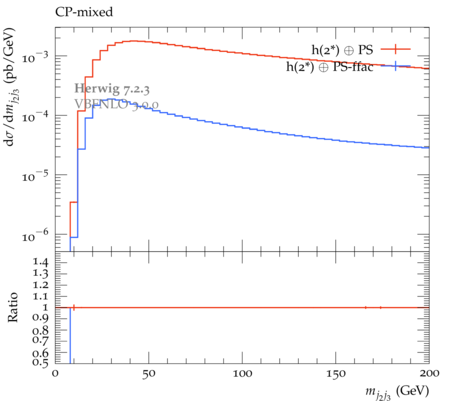 CP-mixed
h(2*) ⊕ PS
h(2*) ⊕ PS-ffac
Herwig 7.2.3
VBFNLO 3.0.0
dσ/dm_{j₂j₃} (pb/GeV)
10⁻³
10⁻⁴
10⁻⁵
10⁻⁶
Ratio
1.4
1.3
1.2
1.1
1
0.9
0.8
0.7
0.6
0.5
0 50 100 150 200
m_{j₂j₃} (GeV)